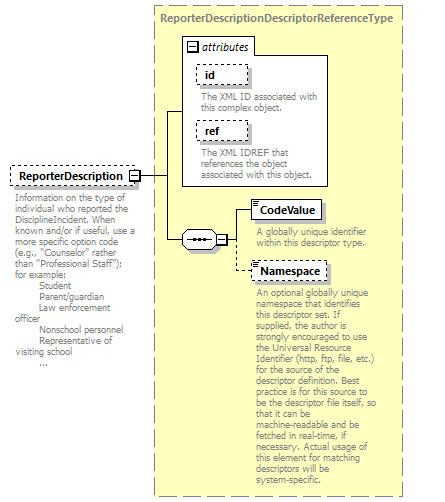 ReporterDescriptionDescriptorReferenceType
attributes
id
The XML ID associated with
this complex object.
ref
The XML IDREF that
references the object
associated with this object.
ReporterDescription
Information on the type of
individual who reported the
DisciplineIncident. When
known and/or if useful, use a
more specific option code
(e.g., "Counselor" rather
than "Professional Staff");
for example:
Student
Parent/guardian
Law enforcement
officer
Nonschool personnel
Representative of
visiting school
...
CodeValue
A globally unique identifier
within this descriptor type.
Namespace
An optional globally unique
namespace that identifies
this descriptor set. If
supplied, the author is
strongly encouraged to use
the Universal Resource
Identifier (http, ftp, file, etc.)
for the source of the
descriptor definition. Best
practice is for this source to
be the descriptor file itself, so
that it can be
machine-readable and be
fetched in real-time, if
necessary. Actual usage of
this element for matching
descriptors will be
system-specific.